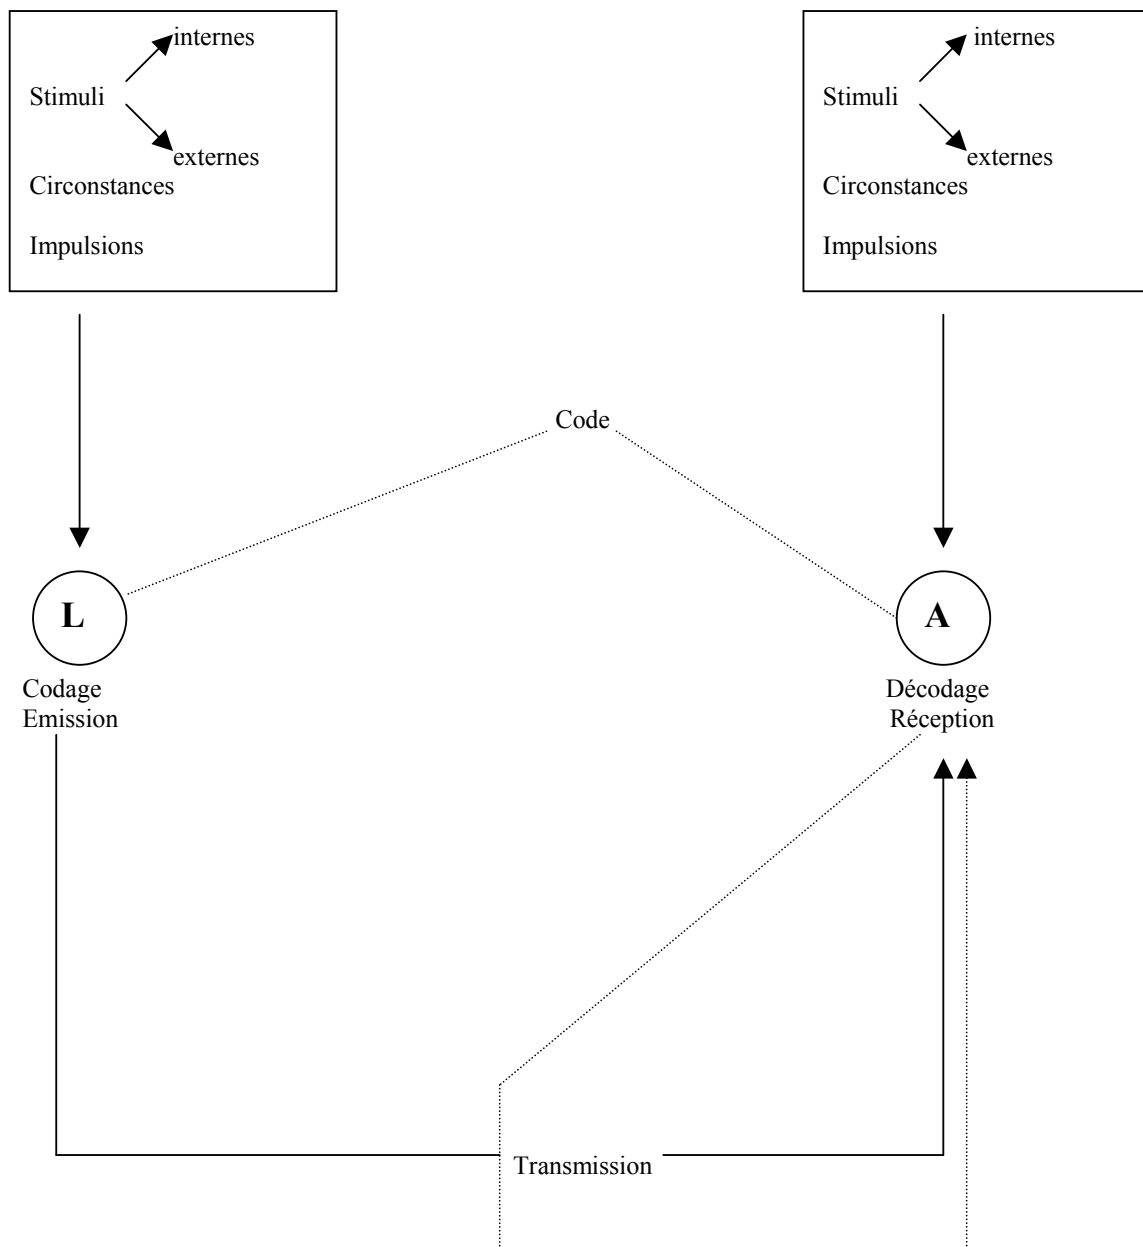 internes
Stimuli
externes
Circonstances
Impulsions
internes
Stimuli
externes
Circonstances
Impulsions
Code
L
A
Codage
Emission
Décodage
Réception
Transmission